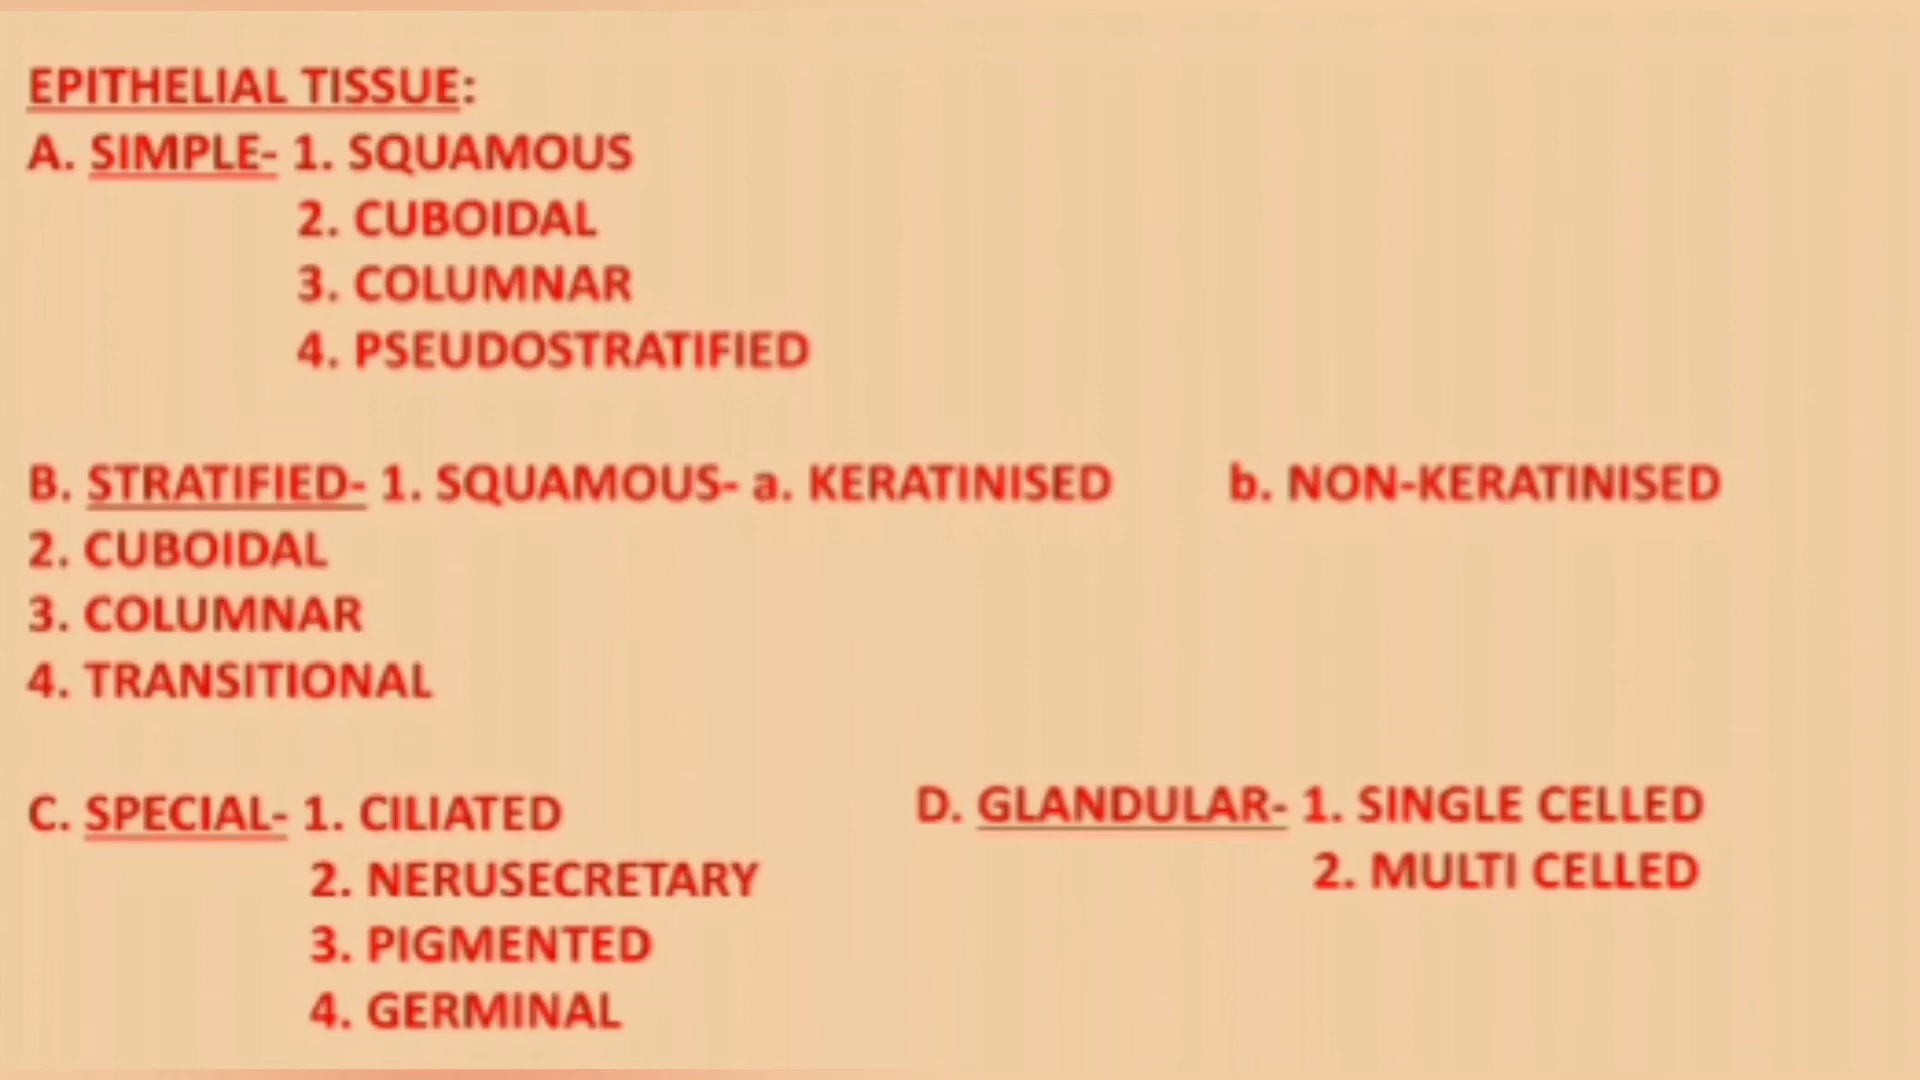 EPITHELIAL TISSUE:
A. SIMPLE- 1. SQUAMOUS
2. CUBOIDAL
3. COLUMNAR
4. PSEUDOSTRATIFIED
B. STRATIFIED- 1. SQUAMOUS- a. KERATINISED b. NON-KERATINISED
2. CUBOIDAL
3. COLUMNAR
4. TRANSITIONAL
C. SPECIAL- 1. CILIATED
2. NERUSECRETARY
3. PIGMENTED
4. GERMINAL
D. GLANDULAR- 1. SINGLE CELLED
2. MULTI CELLED